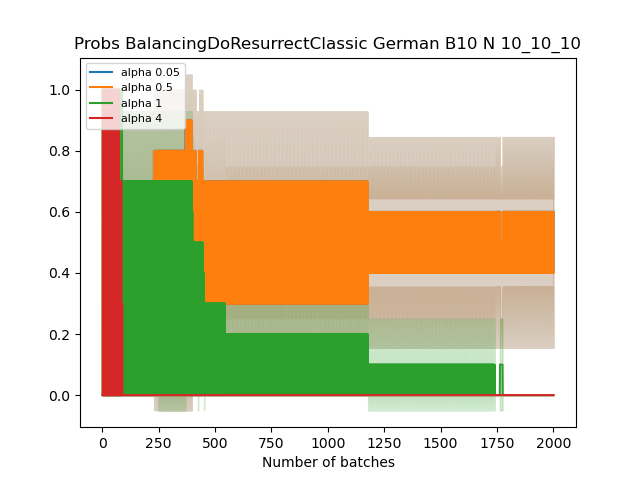 Probs BalancingDoResurrectClassic German B10 N 10_10_10
alpha 0.05
alpha 0.5
alpha 1
alpha 4
1.0
0.8
0.6
0.4
0.2
0.0
0 250 500 750 1000 1250 1500 1750 2000
Number of batches